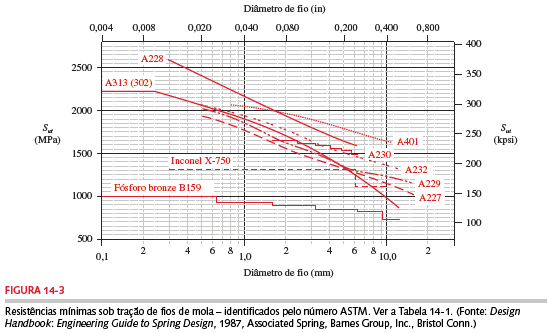 Diâmetro de fio (in)
0,004 0,008 0,020 0,040 0,080 0,200 0,400 0,800
A228
A313 (302)
2500
2000
1500
1000
500
S_ut
(MPa)
A401
A230
A232
A229
A227
Inconel X-750
Fósforo bronze B159
400
350
300
250
200
150
100
S_ut
(kpsi)
0,1 2 4 6 8 1,0 2 4 6 8 10,0 2 4 6
Diâmetro de fio (mm)
FIGURA 14-3
Resistências mínimas sob tração de fios de mola – identificados pelo número ASTM. Ver a Tabela 14-1. (Fonte: Design
Handbook: Engineering Guide to Spring Design, 1987, Associated Spring, Barnes Group, Inc., Bristol Conn.)